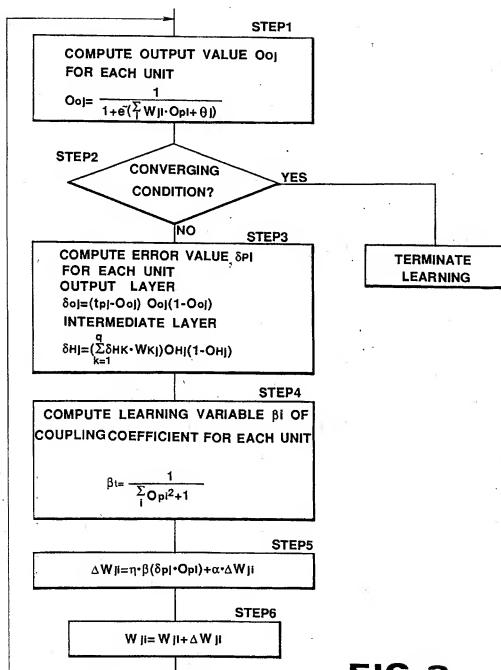 STEP1
COMPUTE OUTPUT VALUE Ooj
FOR EACH UNIT
Ooj= 1 / 1+e⁻(Σi Wji·Opi+θj)
STEP2
CONVERGING
CONDITION?
YES
NO
TERMINATE
LEARNING
STEP3
COMPUTE ERROR VALUE, δPj
FOR EACH UNIT
OUTPUT LAYER
δoj=(tpj-Ooj) Ooj(1-Ooj)
INTERMEDIATE LAYER
δHj=(Σ q k=1 δHK·WKj)OHj(1-OHj)
STEP4
COMPUTE LEARNING VARIABLE βi OF
COUPLING COEFFICIENT FOR EACH UNIT
βi= 1 / Σi Opi²+1
STEP5
ΔWji=η·β(δpj·Opi)+α·ΔWji
STEP6
Wji=Wji+ΔWji